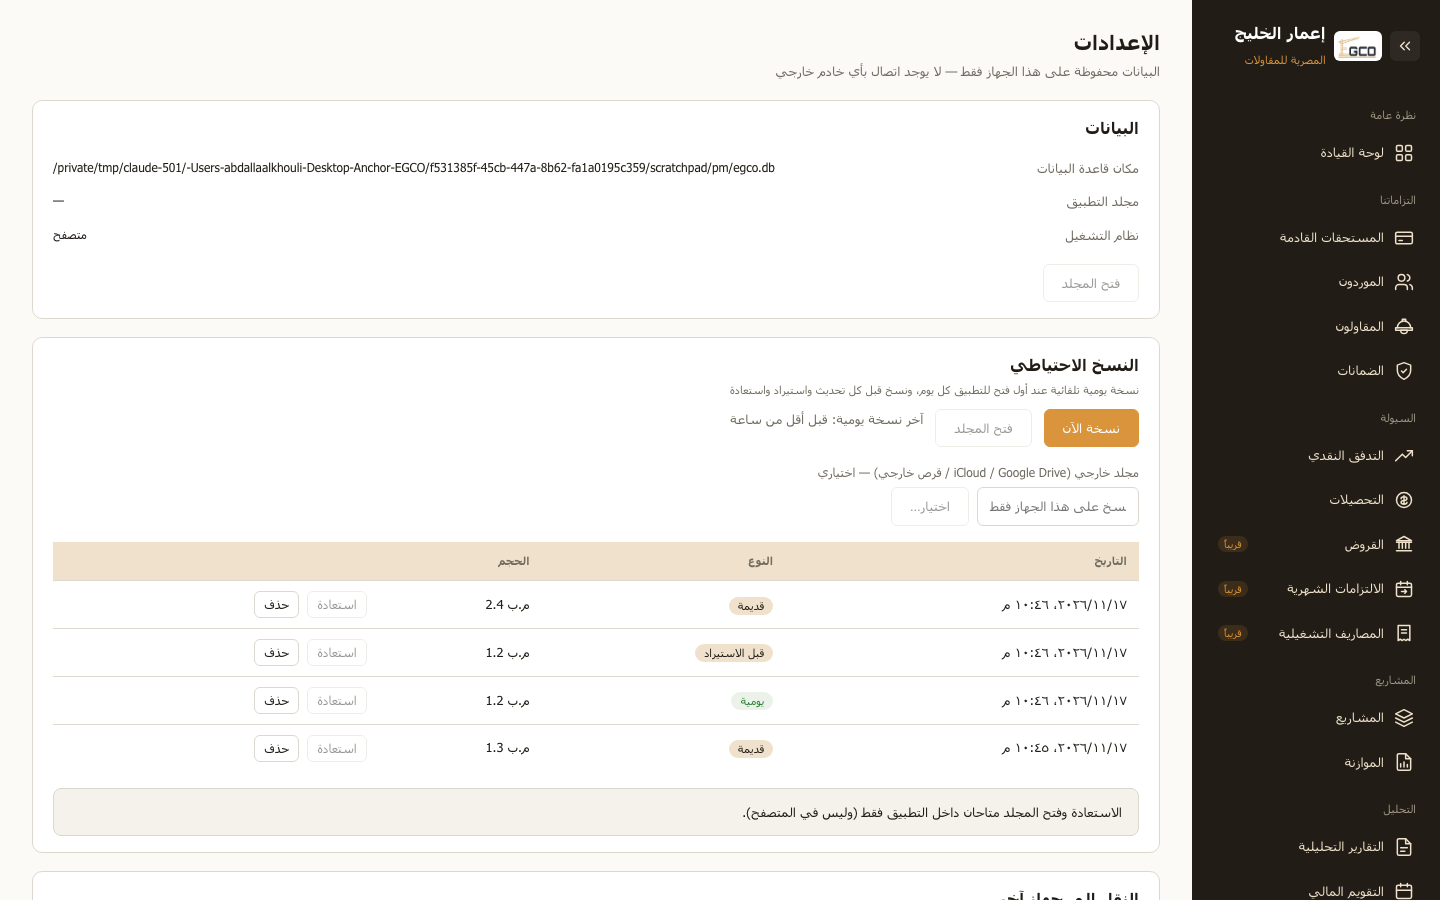 إعمار الخليج
المصرية للمقاولات
EGCO
نظرة عامة
لوحة القيادة
التزاماتنا
المستحقات القادمة
الموردون
المقاولون
الضمانات
السيولة
التدفق النقدي
التحصيلات
القروض قريباً
الالتزامات الشهرية قريباً
المصاريف التشغيلية قريباً
المشاريع
المشاريع
الموازنة
التحليل
التقارير التحليلية
التقويم المالي
الإعدادات
البيانات محفوظة على هذا الجهاز فقط — لا يوجد اتصال بأي خادم خارجي
البيانات
مكان قاعدة البيانات /private/tmp/claude-501/-Users-abdallaalkhouli-Desktop-Anchor-EGCO/f531385f-45cb-447a-8b62-fa1a0195c359/scratchpad/pm/egco.db
مجلد التطبيق —
نظام التشغيل متصفح
فتح المجلد
النسخ الاحتياطي
نسخة يومية تلقائية عند أول فتح للتطبيق كل يوم، ونسخ قبل كل تحديث واستيراد واستعادة
نسخة الآن فتح المجلد آخر نسخة يومية: قبل أقل من ساعة
مجلد خارجي (iCloud / Google Drive / قرص خارجي) — اختياري
سخ على هذا الجهاز فقط اختيار...
التاريخ النوع الحجم
٢٠٢٦/١١/١٧، ١٠:٤٦ م قديمة 2.4 م.ب استعادة حذف
٢٠٢٦/١١/١٧، ١٠:٤٦ م قبل الاستيراد 1.2 م.ب استعادة حذف
٢٠٢٦/١١/١٧، ١٠:٤٦ م يومية 1.2 م.ب استعادة حذف
٢٠٢٦/١١/١٧، ١٠:٤٥ م قديمة 1.3 م.ب استعادة حذف
الاستعادة وفتح المجلد متاحان داخل التطبيق فقط (وليس في المتصفح).
النقل إلى جهاز آخر